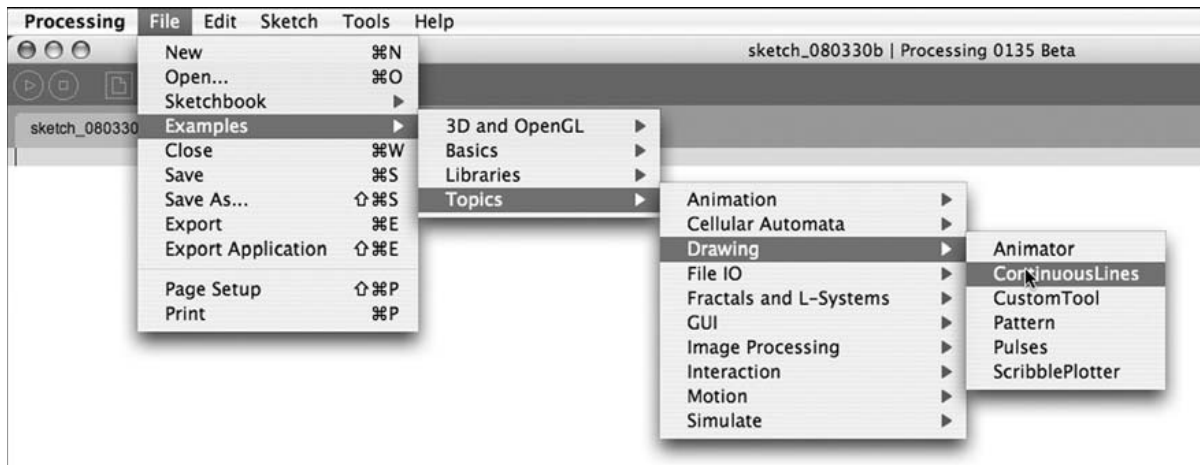 Processing File Edit Sketch Tools Help
sketch_080330b | Processing 0135 Beta
sketch_080330
New ⌘N
Open... ⌘O
Sketchbook
Examples
Close ⌘W
Save ⌘S
Save As... ⇧⌘S
Export ⌘E
Export Application ⇧⌘E
Page Setup ⇧⌘P
Print ⌘P
3D and OpenGL
Basics
Libraries
Topics
Animation
Cellular Automata
Drawing
File IO
Fractals and L-Systems
GUI
Image Processing
Interaction
Motion
Simulate
Animator
ContinuousLines
CustomTool
Pattern
Pulses
ScribblePlotter